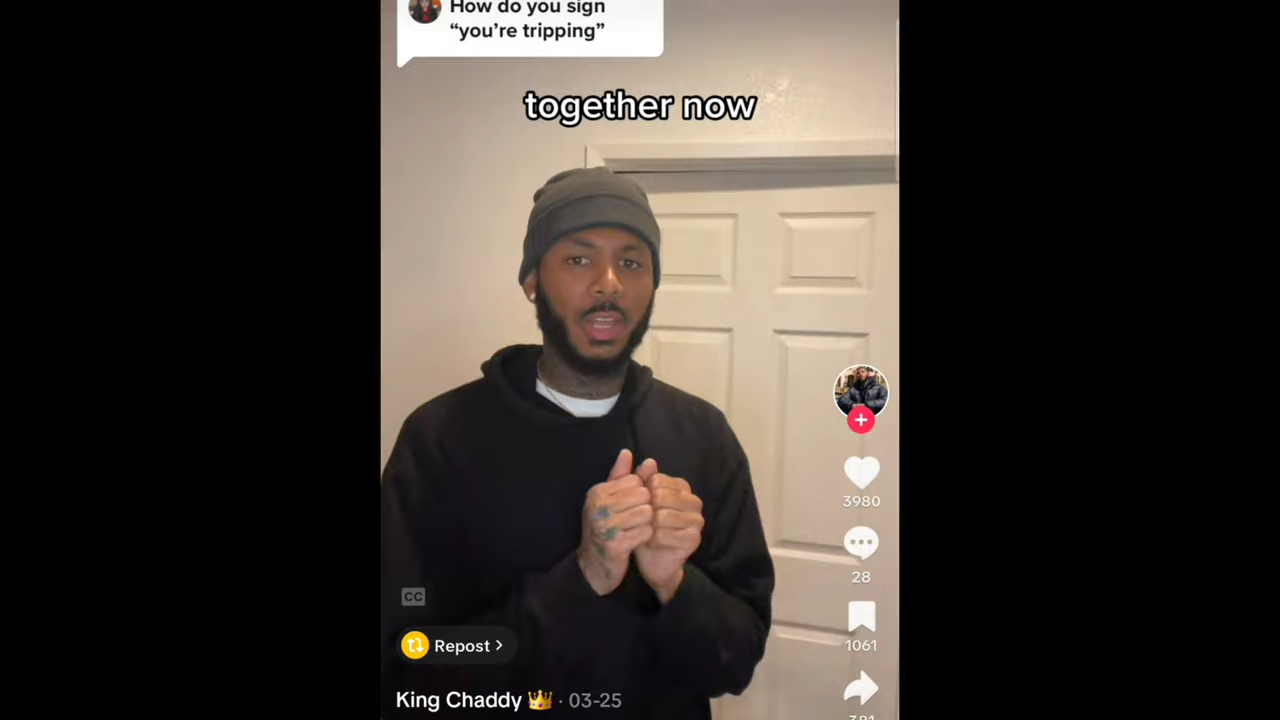 How do you sign
“you’re tripping”
together now
3980
28
1061
CC
Repost >
King Chaddy 👑 · 03-25